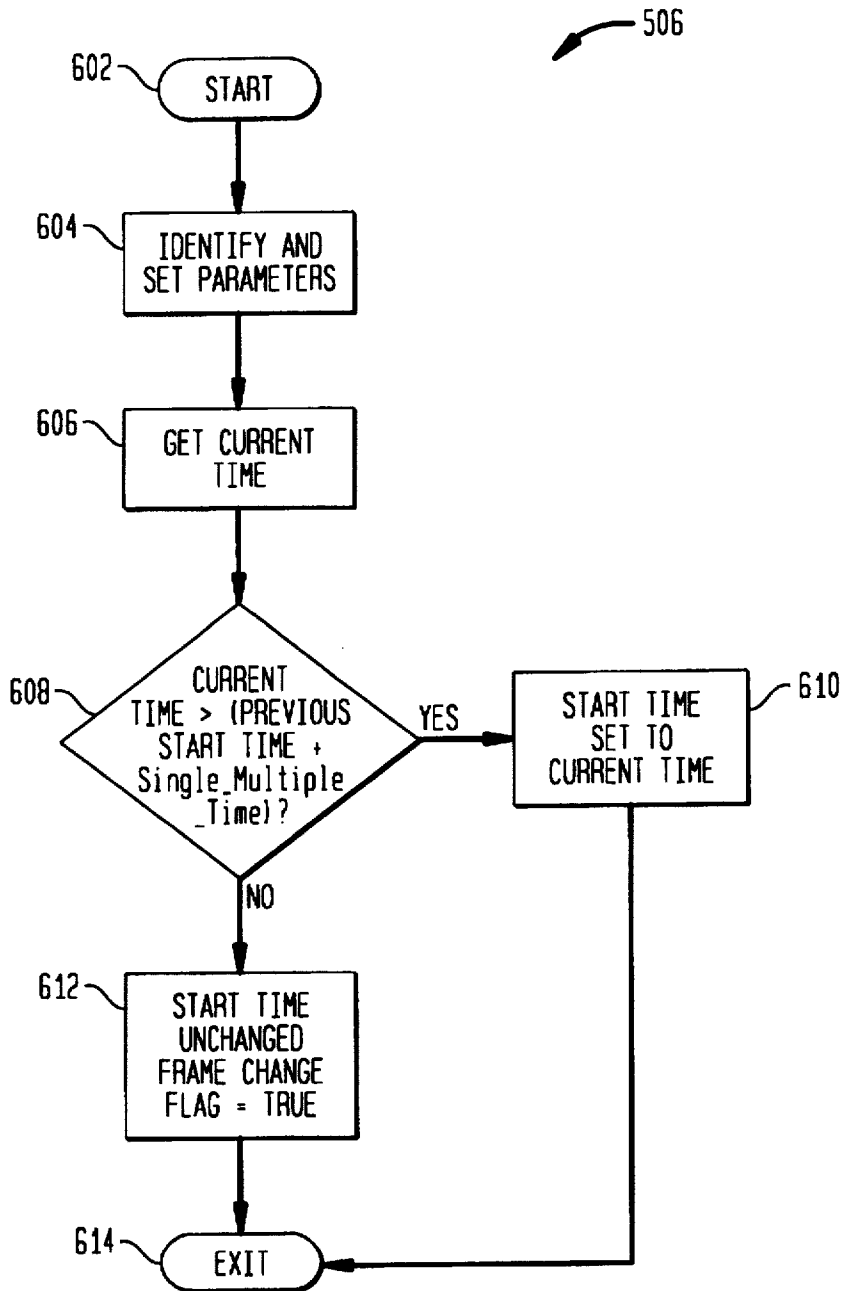 506
602
START
604
IDENTIFY AND
SET PARAMETERS
606
GET CURRENT
TIME
608
CURRENT
TIME > (PREVIOUS
START TIME +
Single_Multiple
_Time)?
YES
610
START TIME
SET TO
CURRENT TIME
NO
612
START TIME
UNCHANGED
FRAME CHANGE
FLAG = TRUE
614
EXIT